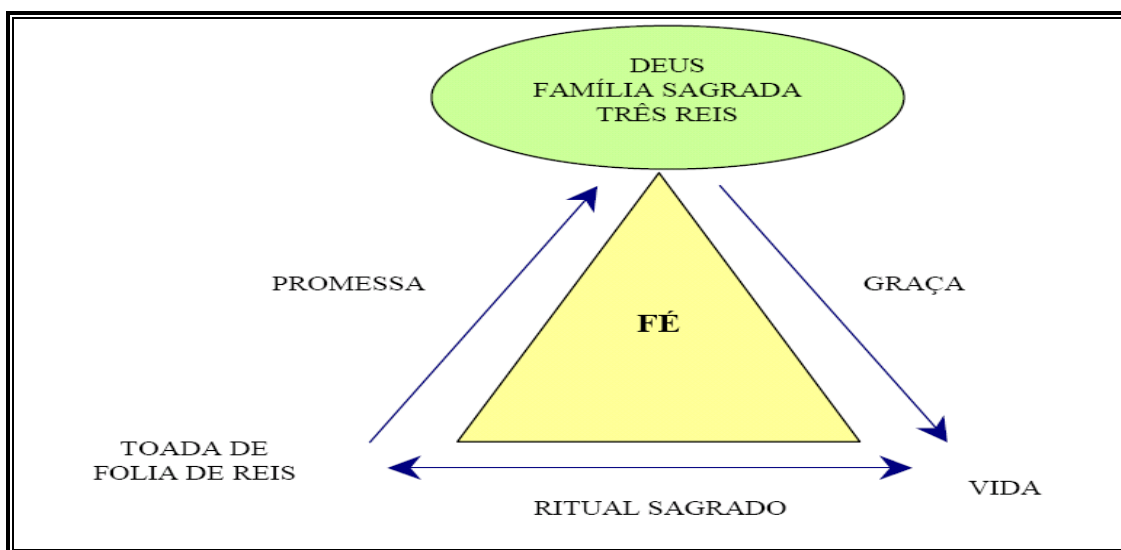 DEUS
FAMÍLIA SAGRADA
TRÊS REIS
PROMESSA
GRAÇA
FÉ
TOADA DE
FOLIA DE REIS
VIDA
RITUAL SAGRADO